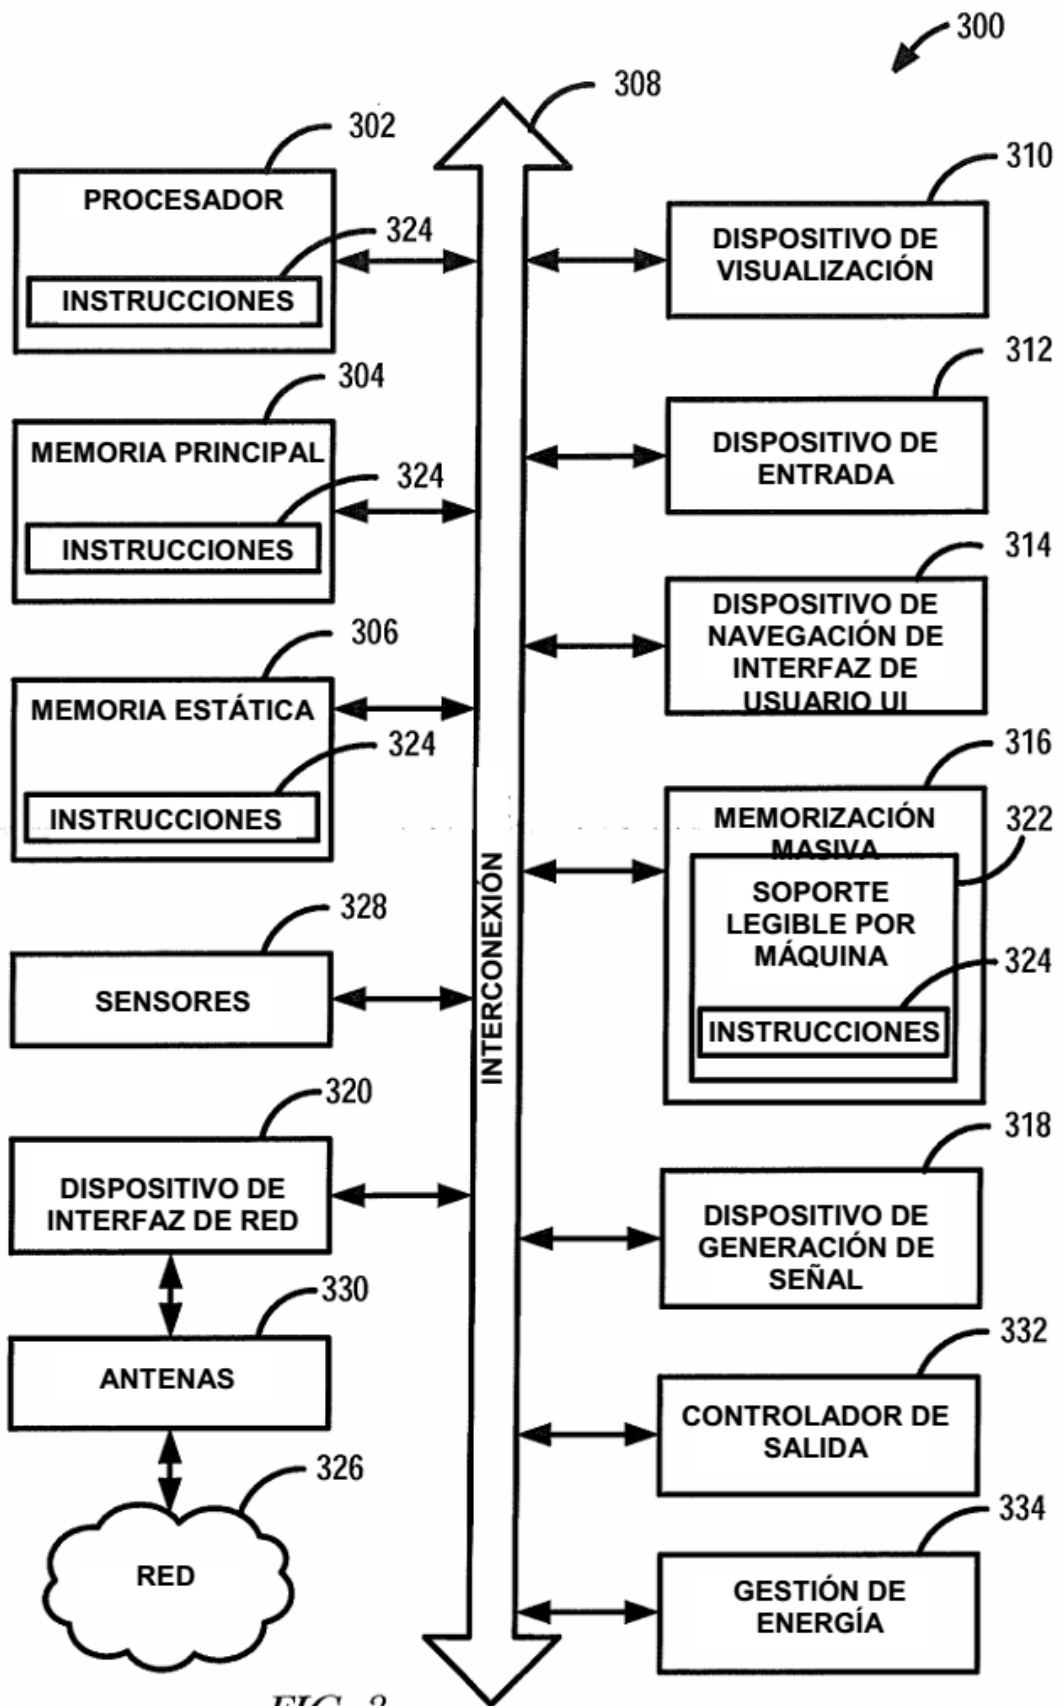 300
308
302
PROCESADOR
324
INSTRUCCIONES
304
MEMORIA PRINCIPAL
324
INSTRUCCIONES
306
MEMORIA ESTÁTICA
324
INSTRUCCIONES
328
SENSORES
320
DISPOSITIVO DE
INTERFAZ DE RED
330
ANTENAS
326
RED
INTERCONEXIÓN
310
DISPOSITIVO DE
VISUALIZACIÓN
312
DISPOSITIVO DE
ENTRADA
314
DISPOSITIVO DE
NAVEGACIÓN DE
INTERFAZ DE
USUARIO UI
316
MEMORIZACIÓN
MASIVA
322
SOPORTE
LEGIBLE POR
MÁQUINA
324
INSTRUCCIONES
318
DISPOSITIVO DE
GENERACIÓN DE
SEÑAL
332
CONTROLADOR DE
SALIDA
334
GESTIÓN DE
ENERGÍA
FIG.